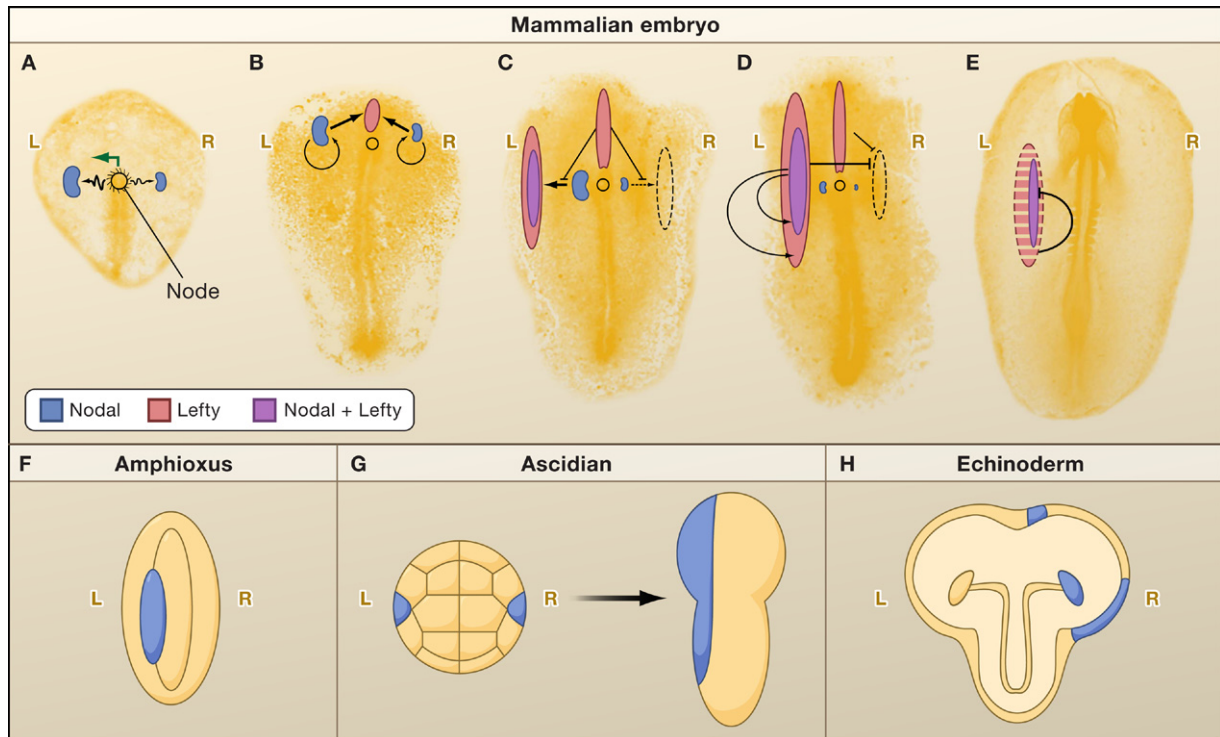 Mammalian embryo
A B C D E
L R L R L R L R L R
Node
Nodal Lefty Nodal + Lefty
F Amphioxus G Ascidian H Echinoderm
L R L R L R